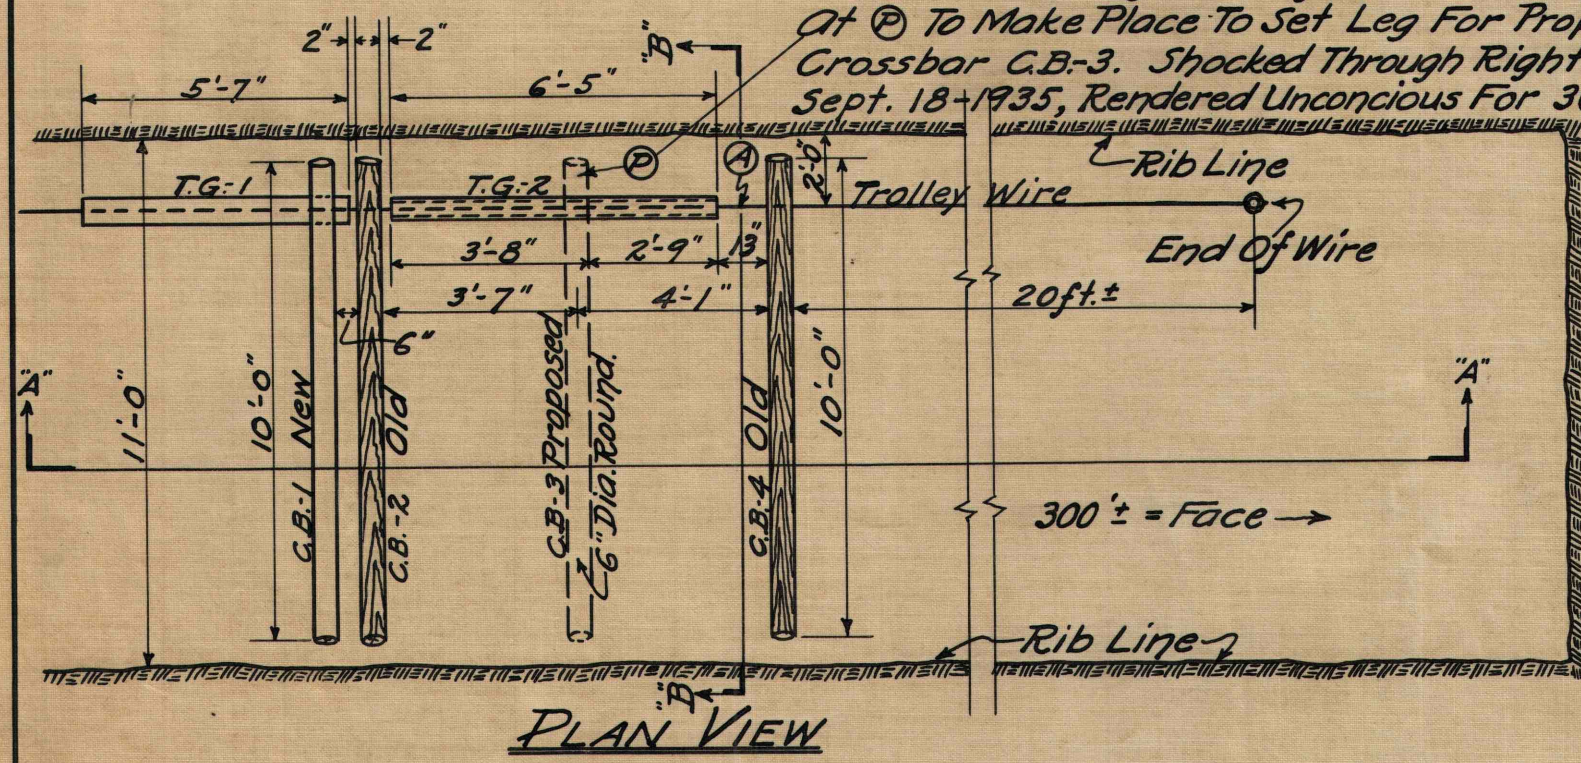 At Ⓟ To Make Place To Set Leg For
Crossbar C.B.-3. Shocked Through Right
Sept. 18-1935, Rendered Unconcious For
2" 2"
"B"
5'-7"
6'-5"
T.G.-1
T.G.-2
P
A
2'-0"
Rib Line
Trolley Wire
End Of Wire
3'-8"
2'-9"
13"
3'-7"
4'-1"
20ft.±
6"
"A"
11'-0"
10'-0"
C.B.-1 New
C.B.-2 Old
C.B-3 Proposed
6" Dia. Round.
C.B.-4 Old
10'-0"
"A"
300'± = Face
Rib Line
"B"
PLAN VIEW